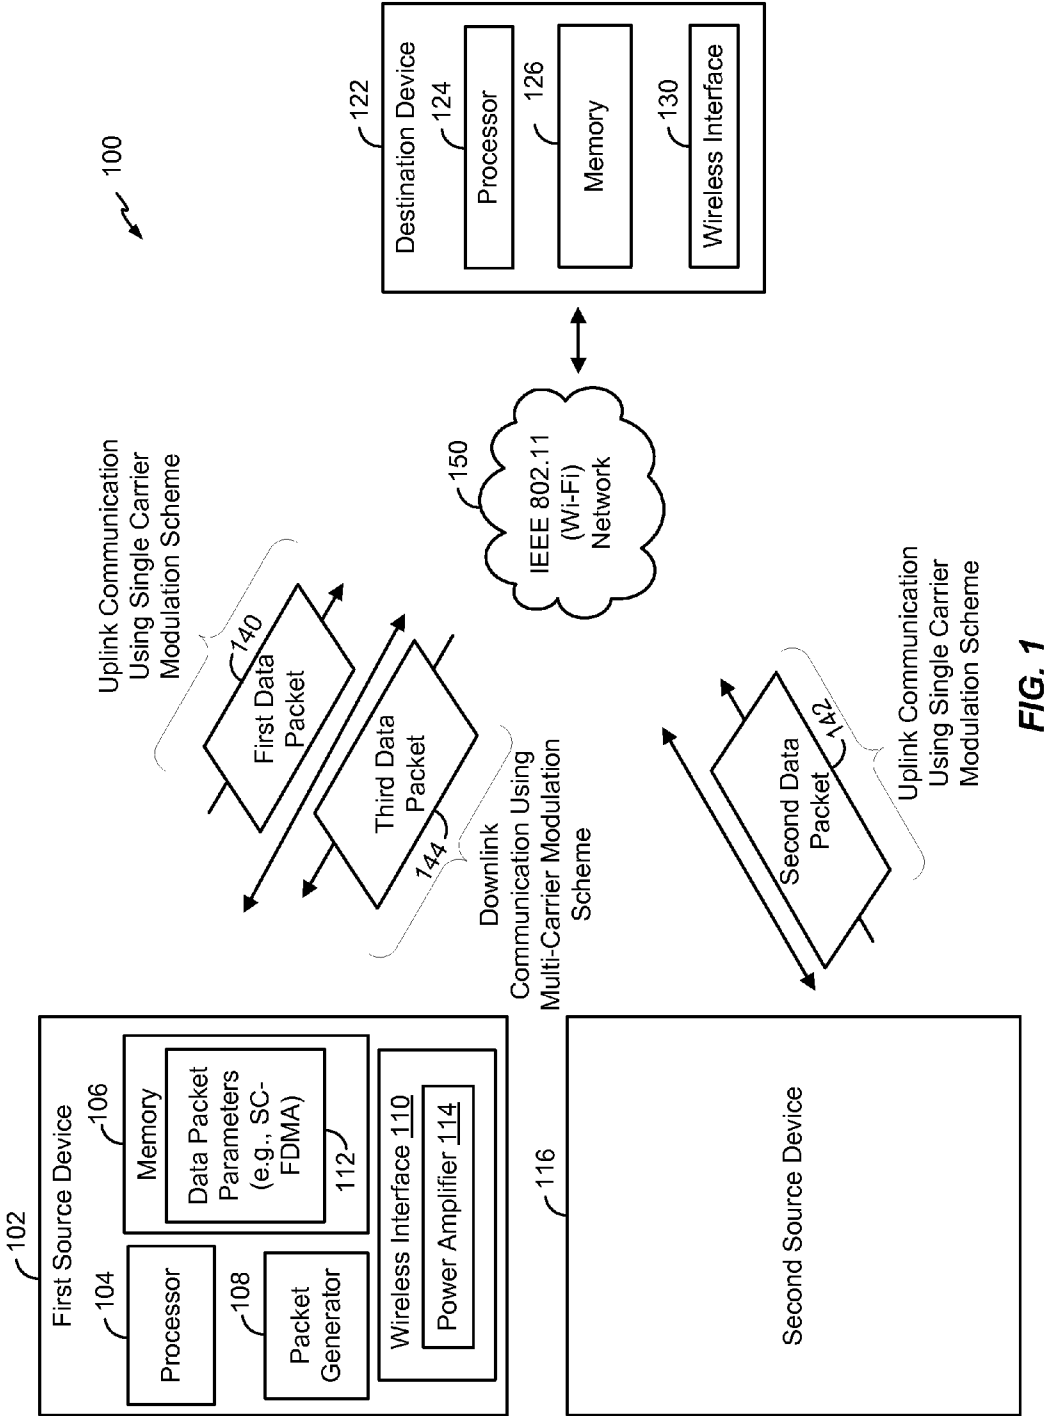 100
102
First Source Device
104
Processor
106
Memory
Data Packet
Parameters
(e.g., SC-
FDMA)
112
108
Packet
Generator
Wireless Interface 110
Power Amplifier 114
116
Second Source Device
Uplink Communication
Using Single Carrier
Modulation Scheme
140
First Data
Packet
Third Data
Packet
144
Downlink
Communication Using
Multi-Carrier Modulation
Scheme
Second Data
Packet
142
Uplink Communication
Using Single Carrier
Modulation Scheme
150
IEEE 802.11
(Wi-Fi)
Network
122
Destination Device
124
Processor
126
Memory
130
Wireless Interface
FIG. 1